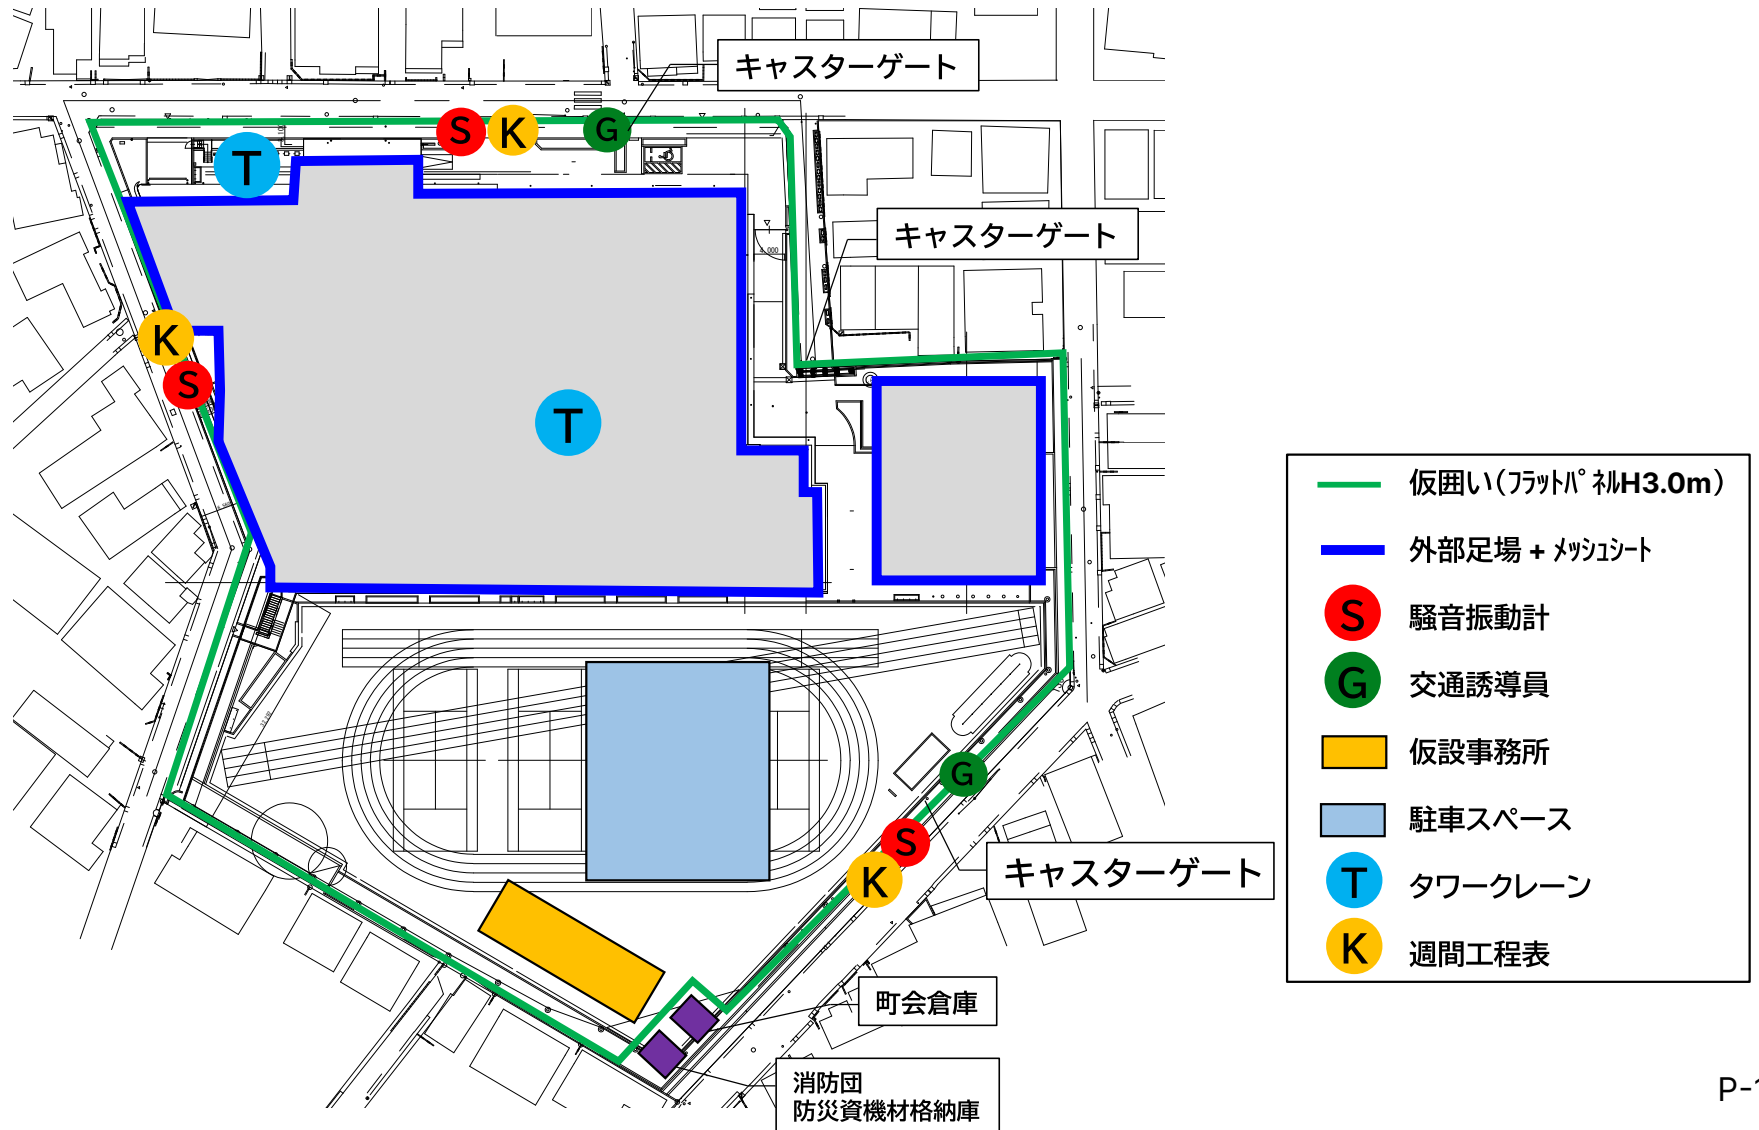 キャスターゲート
S
K
G
T
キャスターゲート
4,000
K
S
T
G
S
K
キャスターゲート
町会倉庫
消防団
防災資機材格納庫
仮囲い（ﾌﾗｯﾄﾊﾟﾈﾙH3.0m）
外部足場 + ﾒｯｼｭｼｰﾄ
S 騒音振動計
G 交通誘導員
仮設事務所
駐車スペース
T タワークレーン
K 週間工程表